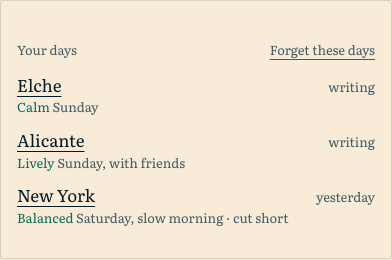 Your days Forget these days
Elche writing
Calm Sunday
Alicante writing
Lively Sunday, with friends
New York yesterday
Balanced Saturday, slow morning · cut short